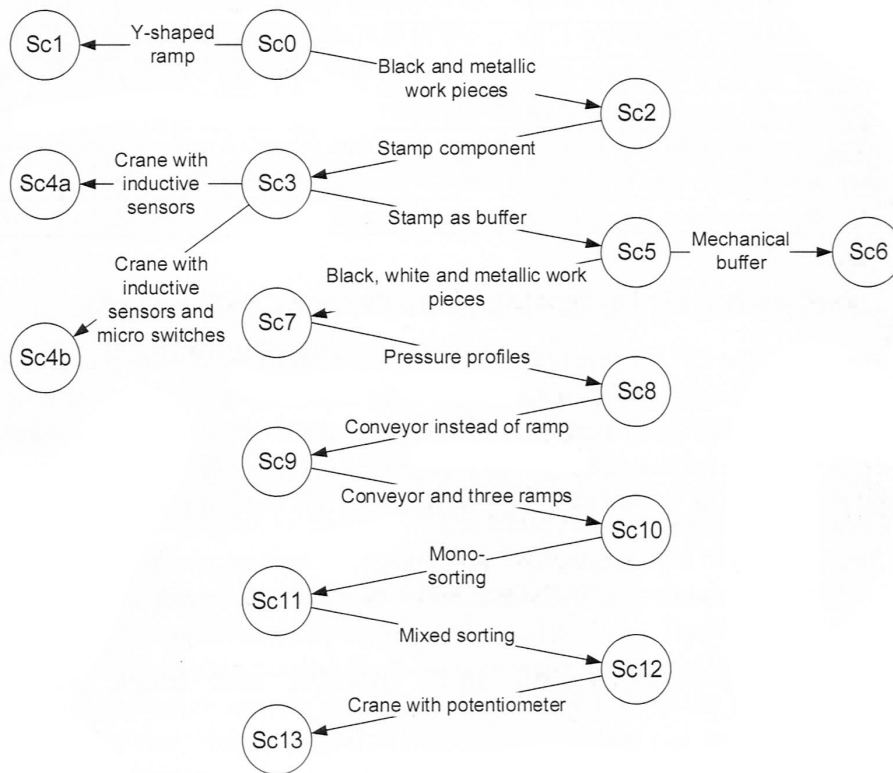 Sc1
Y-shaped
ramp
Sc0
Black and metallic
work pieces
Sc2
Stamp component
Sc4a
Crane with
inductive
sensors
Sc3
Stamp as buffer
Sc5
Mechanical
buffer
Sc6
Crane with
inductive
sensors and
micro switches
Sc4b
Black, white and metallic work
pieces
Sc7
Pressure profiles
Sc8
Conveyor instead of ramp
Sc9
Conveyor and three ramps
Sc10
Mono-
sorting
Sc11
Mixed sorting
Sc12
Crane with potentiometer
Sc13